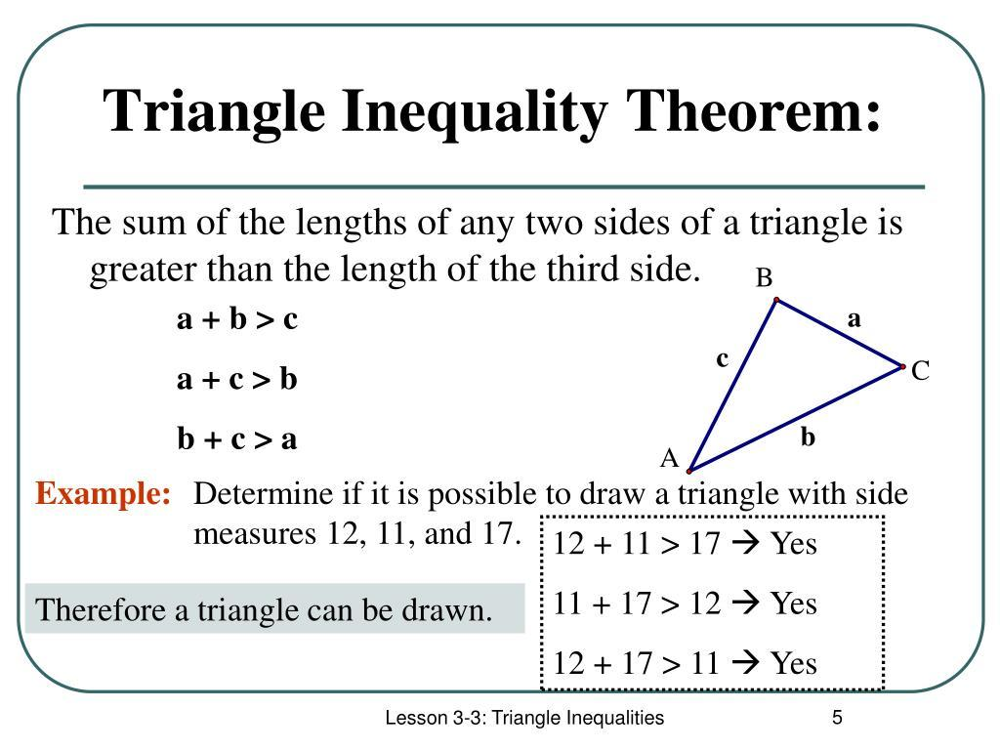 Triangle Inequality Theorem:
The sum of the lengths of any two sides of a triangle is
greater than the length of the third side.
B
a + b > c
a
c
C
a + c > b
b
b + c > a
A
Example: Determine if it is possible to draw a triangle with side
measures 12, 11, and 17.
12 + 11 > 17 → Yes
11 + 17 > 12 → Yes
Therefore a triangle can be drawn.
12 + 17 > 11 → Yes
Lesson 3-3: Triangle Inequalities 5